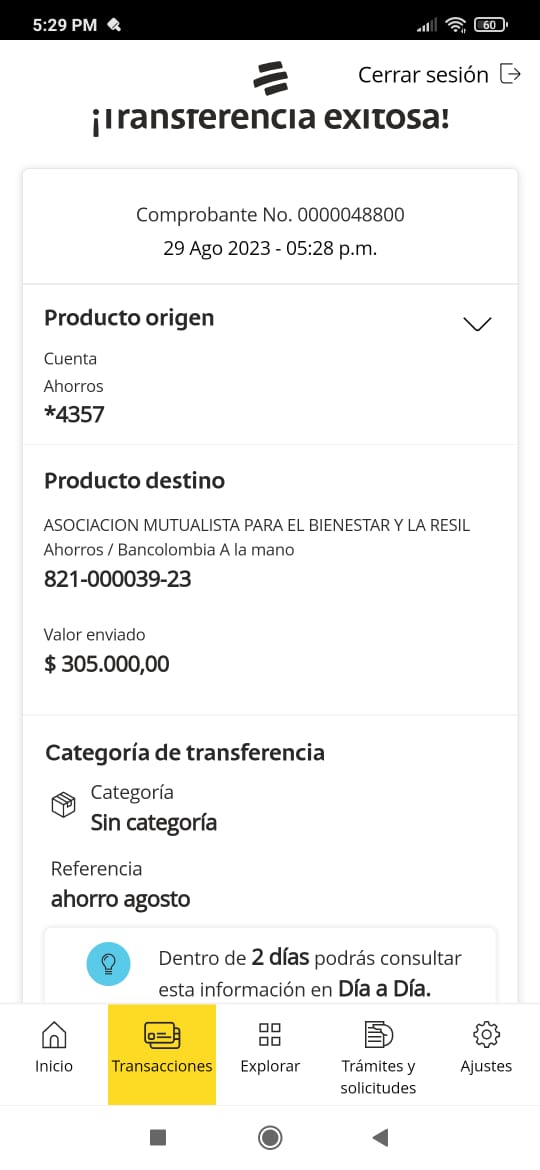 5:29 PM
60
Cerrar sesión
¡Transferencia exitosa!
Comprobante No. 0000048800
29 Ago 2023 - 05:28 p.m.
Producto origen
Cuenta
Ahorros
*4357
Producto destino
ASOCIACION MUTUALISTA PARA EL BIENESTAR Y LA RESIL
Ahorros / Bancolombia A la mano
821-000039-23
Valor enviado
$ 305.000,00
Categoría de transferencia
Categoría
Sin categoría
Referencia
ahorro agosto
Dentro de 2 días podrás consultar
esta información en Día a Día.
Inicio
Transacciones
Explorar
Trámites y
solicitudes
Ajustes